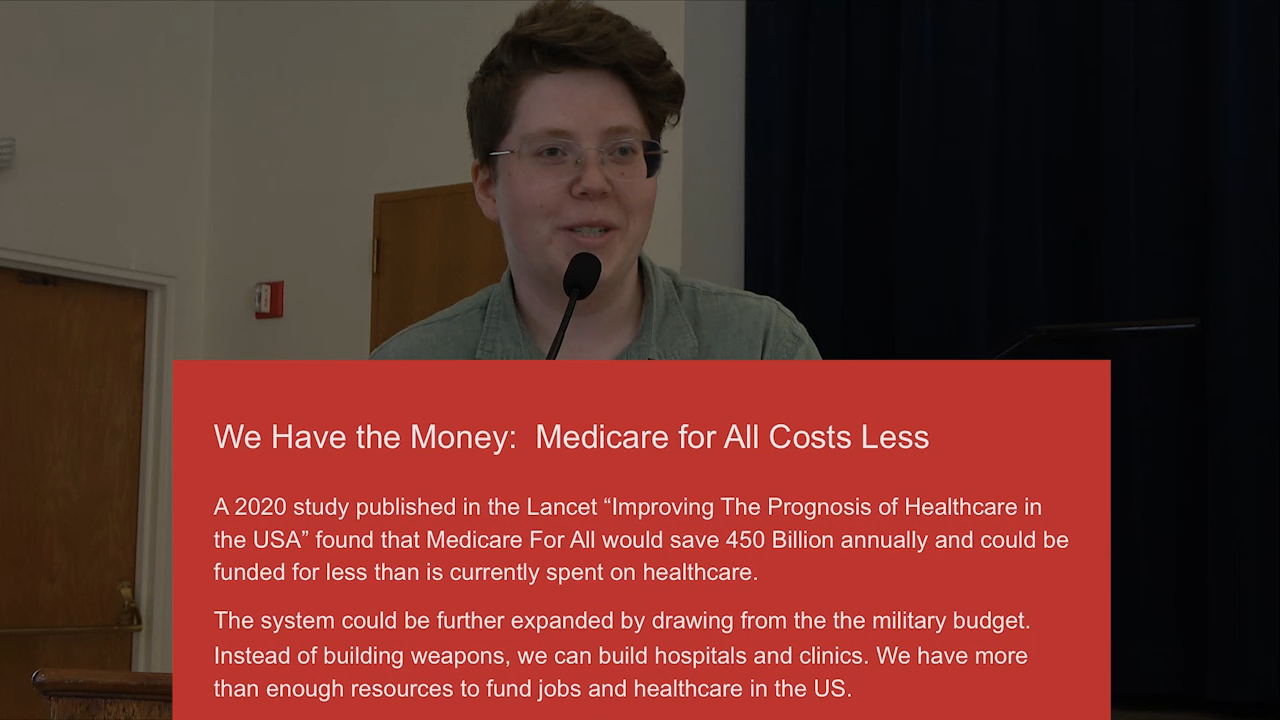 We Have the Money:  Medicare for All Costs Less
A 2020 study published in the Lancet “Improving The Prognosis of Healthcare in
the USA” found that Medicare For All would save 450 Billion annually and could be
funded for less than is currently spent on healthcare.
The system could be further expanded by drawing from the the military budget.
Instead of building weapons, we can build hospitals and clinics. We have more
than enough resources to fund jobs and healthcare in the US.